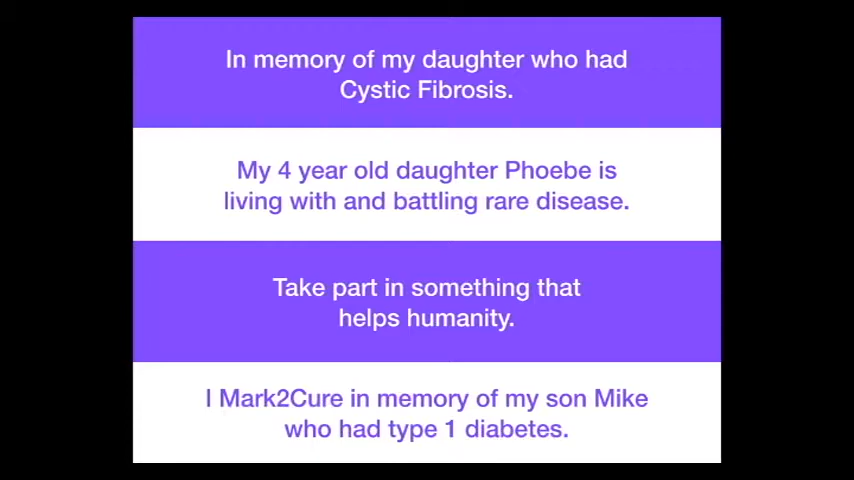 In memory of my daughter who had
Cystic Fibrosis.
My 4 year old daughter Phoebe is
living with and battling rare disease.
Take part in something that
helps humanity.
I Mark2Cure in memory of my son Mike
who had type 1 diabetes.